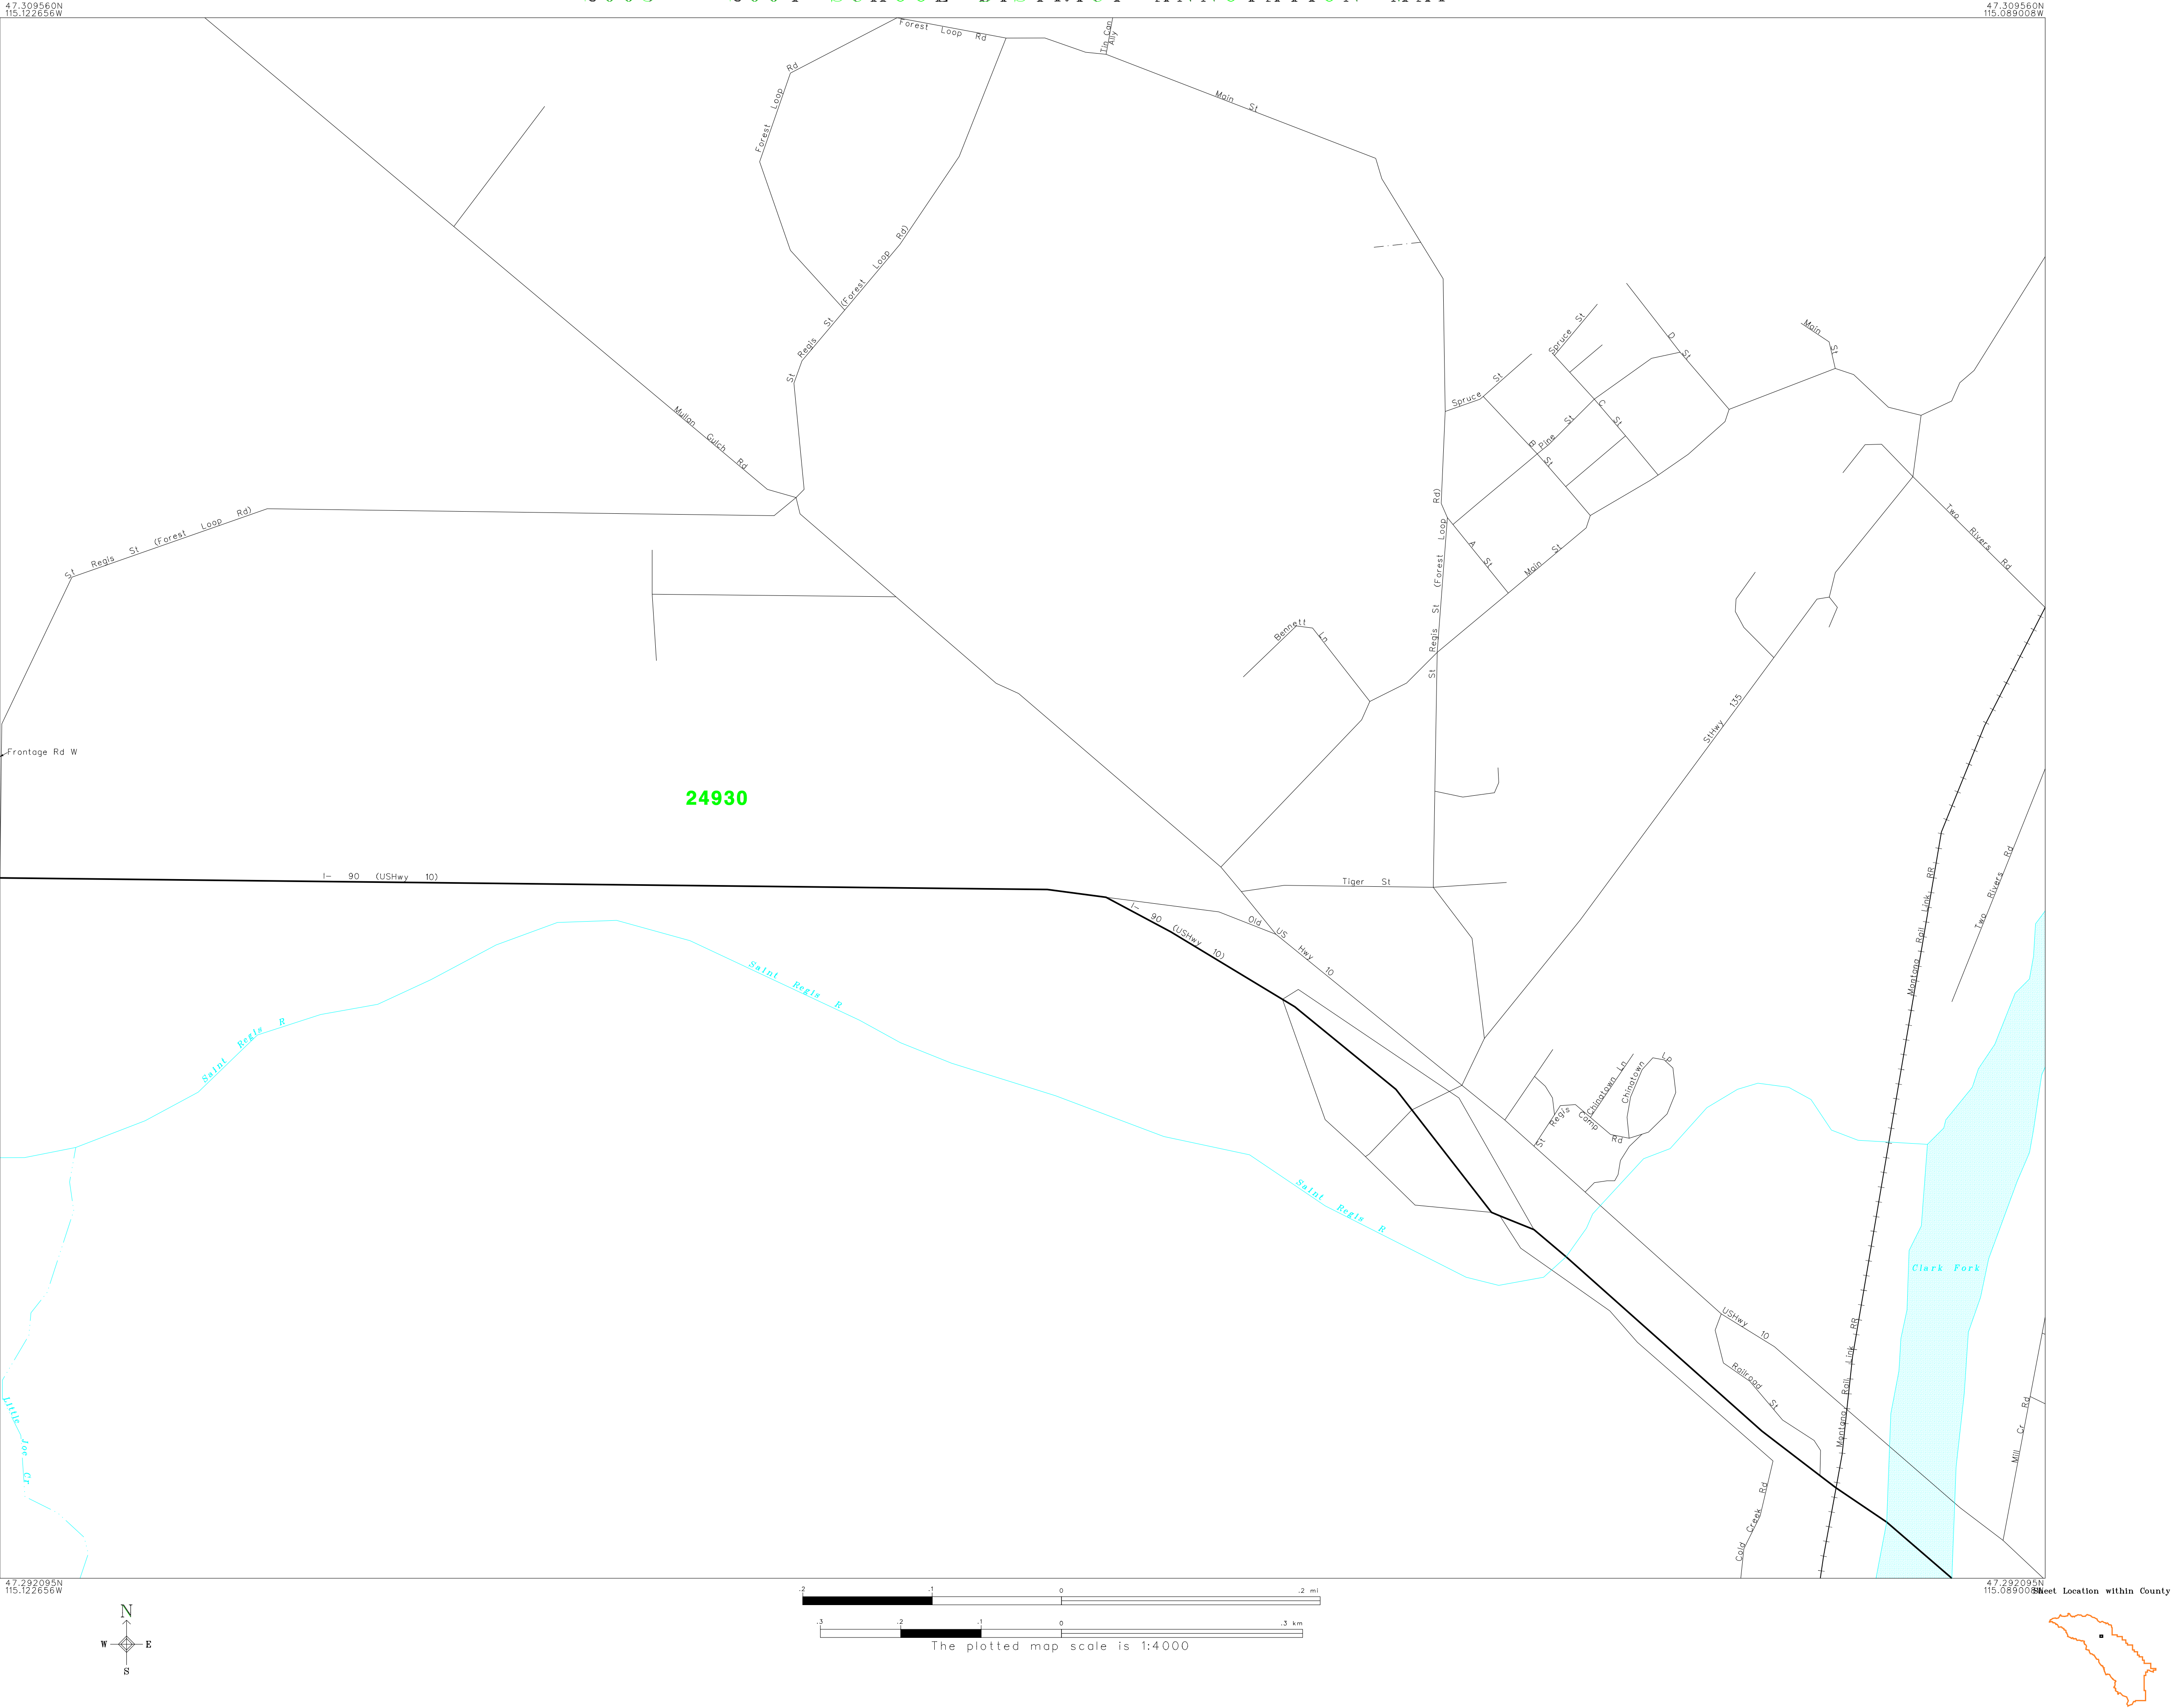 47.309560N
115.122656W
47.309560N
115.089008W
Forest Loop Rd
Tin Can
Ally
Rd
Forest Loop
Main St
St Regis St (Forest Loop Rd)
Spruce St
D St
Main St
Spruce St
C St
Pine St
B St
Mullan Gulch Rd
St Regis St (Forest Loop Rd)
St Regis St (Forest Loop Rd)
A St
Main St
Two Rivers Rd
Bennett Ln
StHwy 135
Frontage Rd W
24930
I- 90 (USHwy 10)
Tiger St
I- 90 (USHwy 10)
Old US Hwy 10
Montana Rail Link RR
Two Rivers Rd
Saint Regis R
Saint Regis R
Chinatown Ln
Chinatown Lp
St Regis Camp Rd
Saint Regis R
Clark Fork
USHwy 10
Railroad St
Montana Rail Link RR
Mill Cr Rd
Little Joe Cr
Cold Creek Rd
47.292095N
115.122656W
47.292095N
115.089008W
Sheet Location within County
.2 .1 0 .2 mi
.3 .2 .1 0 .3 km
The plotted map scale is 1:4000
N
W E
S